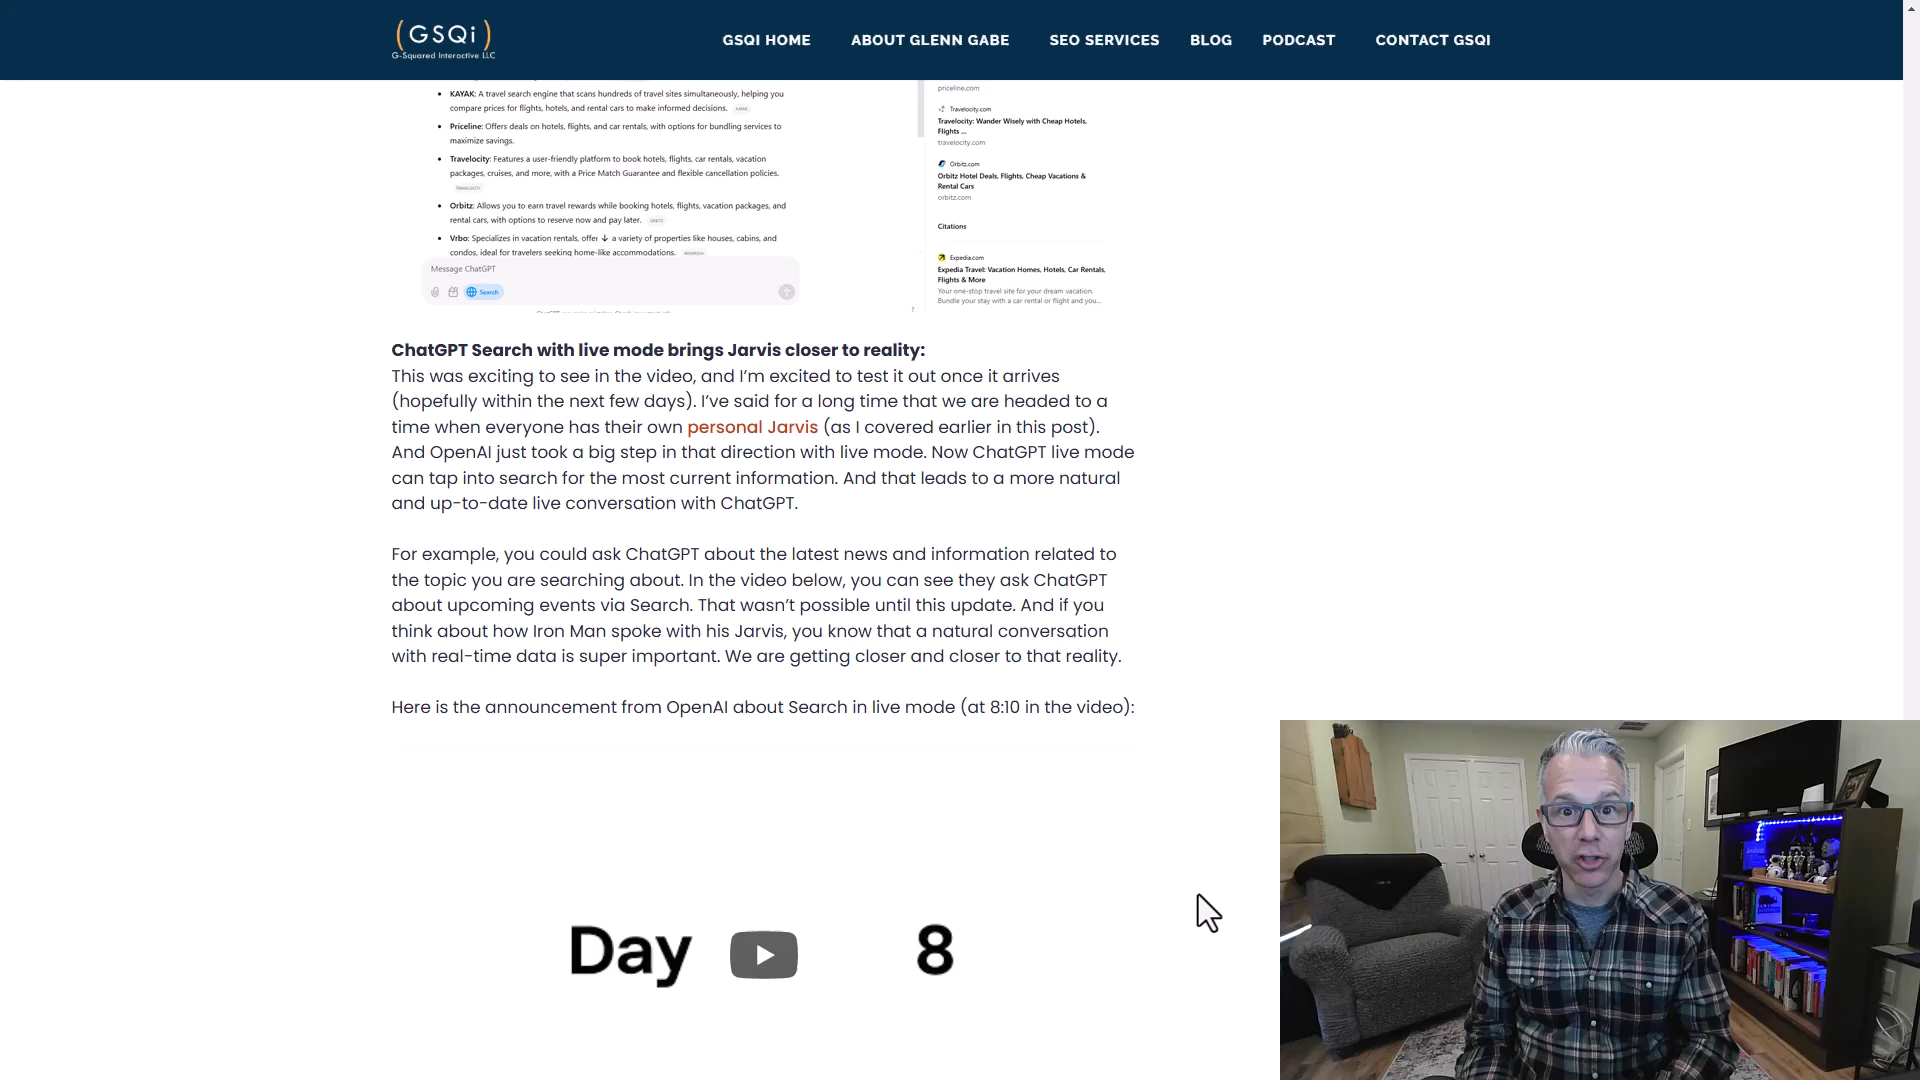 (GSQi)
G-Squared Interactive LLC
GSQI HOME
ABOUT GLENN GABE
SEO SERVICES
BLOG
PODCAST
CONTACT GSQI
• KAYAK: A travel search engine that scans hundreds of travel sites simultaneously, helping you
compare prices for flights, hotels, and rental cars to make informed decisions. KAYAK
• Priceline: Offers deals on hotels, flights, and car rentals, with options for bundling services to
maximize savings.
• Travelocity: Features a user-friendly platform to book hotels, flights, car rentals, vacation
packages, cruises, and more, with a Price Match Guarantee and flexible cancellation policies.
TRAVELOCITY
• Orbitz: Allows you to earn travel rewards while booking hotels, flights, vacation packages, and
rental cars, with options to reserve now and pay later. ORBITZ
• Vrbo: Specializes in vacation rentals, offer a variety of properties like houses, cabins, and
condos, ideal for travelers seeking home-like accommodations. WIKIPEDIA
Message ChatGPT
Search
?
priceline.com
Travelocity.com
Travelocity: Wander Wisely with Cheap Hotels,
Flights ...
travelocity.com
Orbitz.com
Orbitz Hotel Deals, Flights, Cheap Vacations &
Rental Cars
orbitz.com
Citations
Expedia.com
Expedia Travel: Vacation Homes, Hotels, Car Rentals,
Flights & More
Your one-stop travel site for your dream vacation.
Bundle your stay with a car rental or flight and you...
ChatGPT Search with live mode brings Jarvis closer to reality:
This was exciting to see in the video, and I’m excited to test it out once it arrives
(hopefully within the next few days). I’ve said for a long time that we are headed to a
time when everyone has their own personal Jarvis (as I covered earlier in this post).
And OpenAI just took a big step in that direction with live mode. Now ChatGPT live mode
can tap into search for the most current information. And that leads to a more natural
and up-to-date live conversation with ChatGPT.
For example, you could ask ChatGPT about the latest news and information related to
the topic you are searching about. In the video below, you can see they ask ChatGPT
about upcoming events via Search. That wasn’t possible until this update. And if you
think about how Iron Man spoke with his Jarvis, you know that a natural conversation
with real-time data is super important. We are getting closer and closer to that reality.
Here is the announcement from OpenAI about Search in live mode (at 8:10 in the video):
Day 8